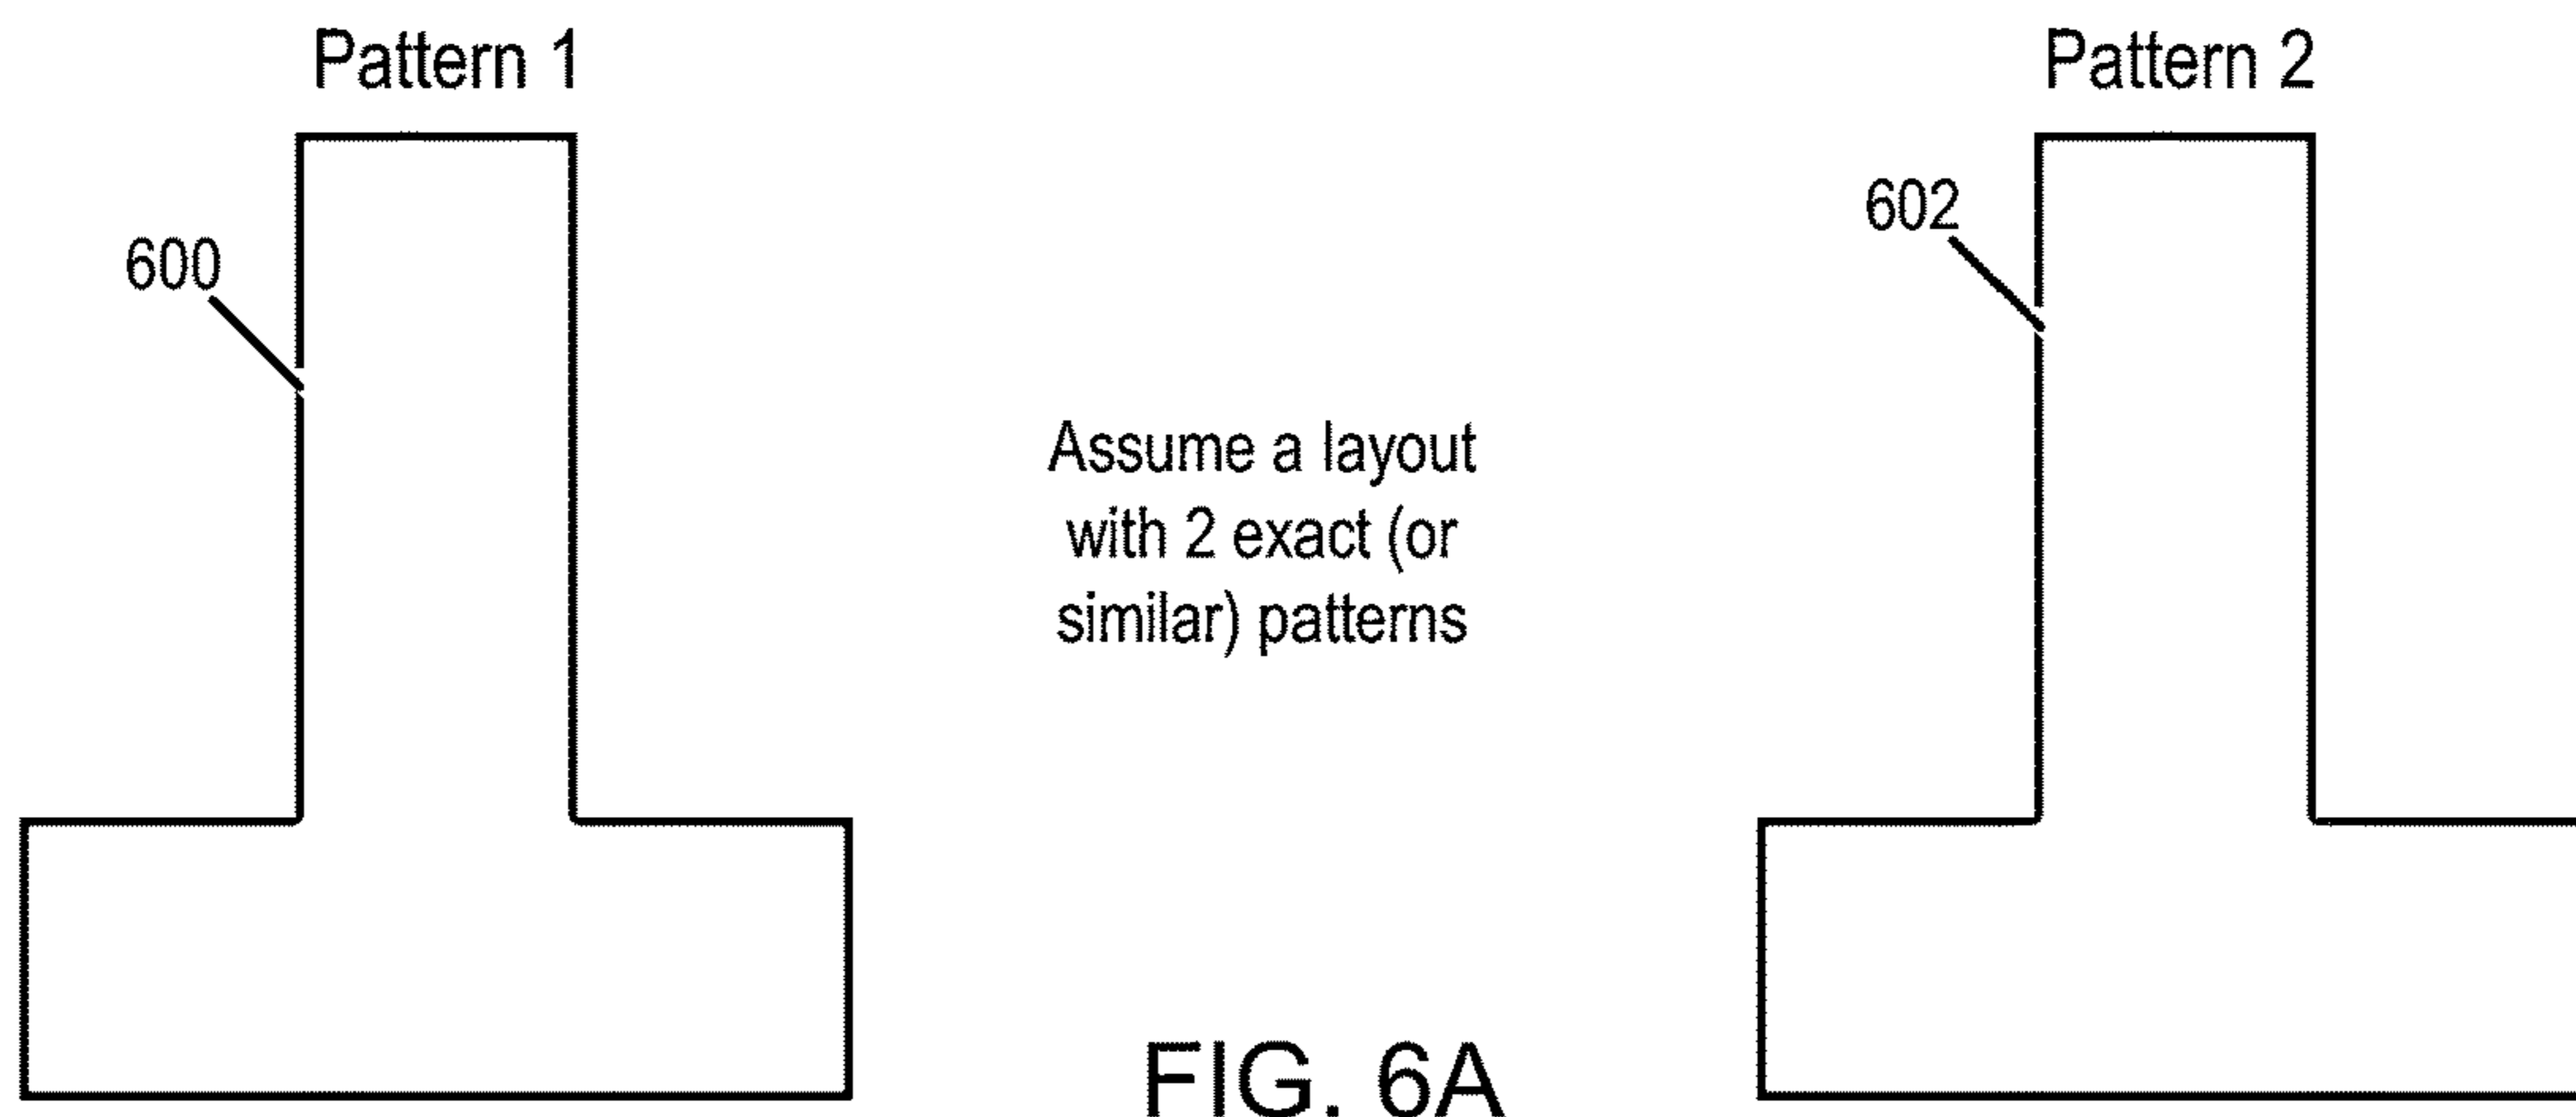 Pattern 1
Pattern 2
600
602
Assume a layout
with 2 exact (or
similar) patterns
FIG. 6A